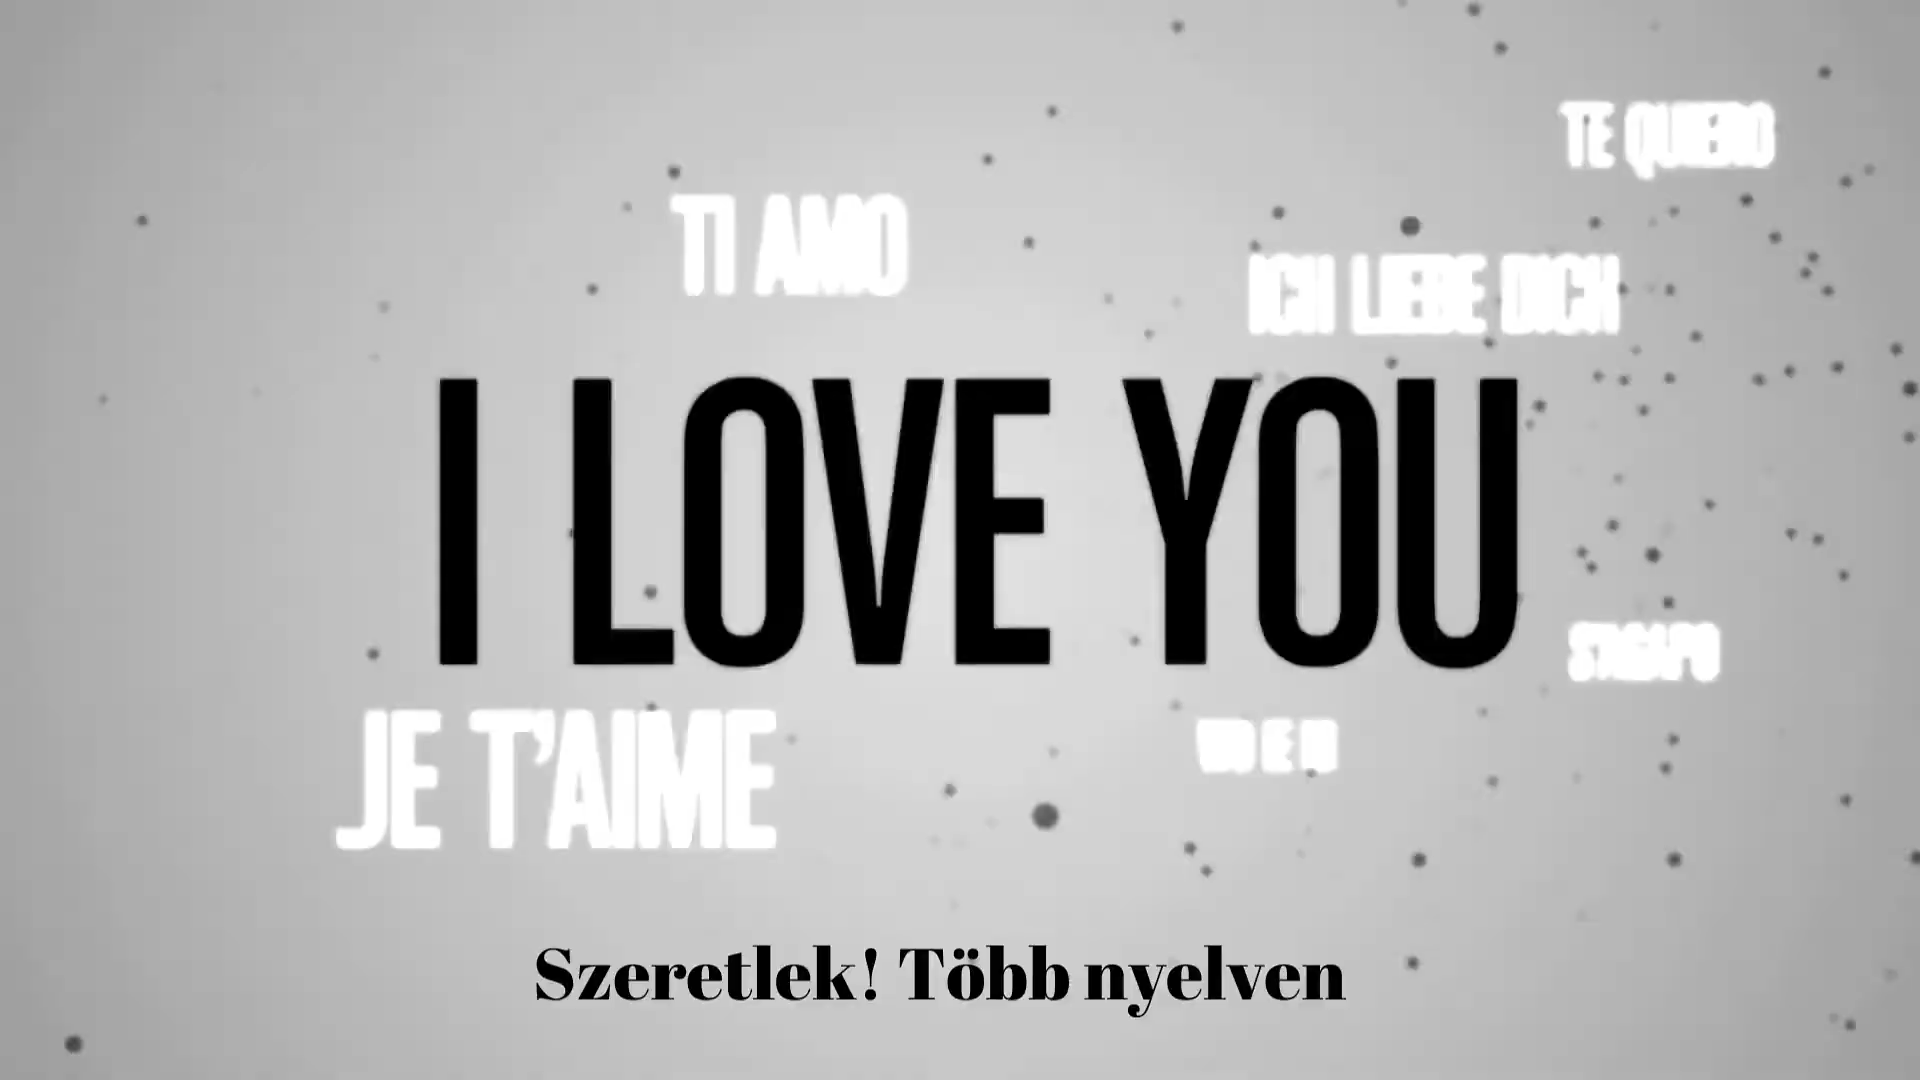 TE QUIERO
TI AMO
ICH LIEBE DICH
I LOVE YOU
S'AGAPO
JE T'AIME
Szeretlek! Több nyelven